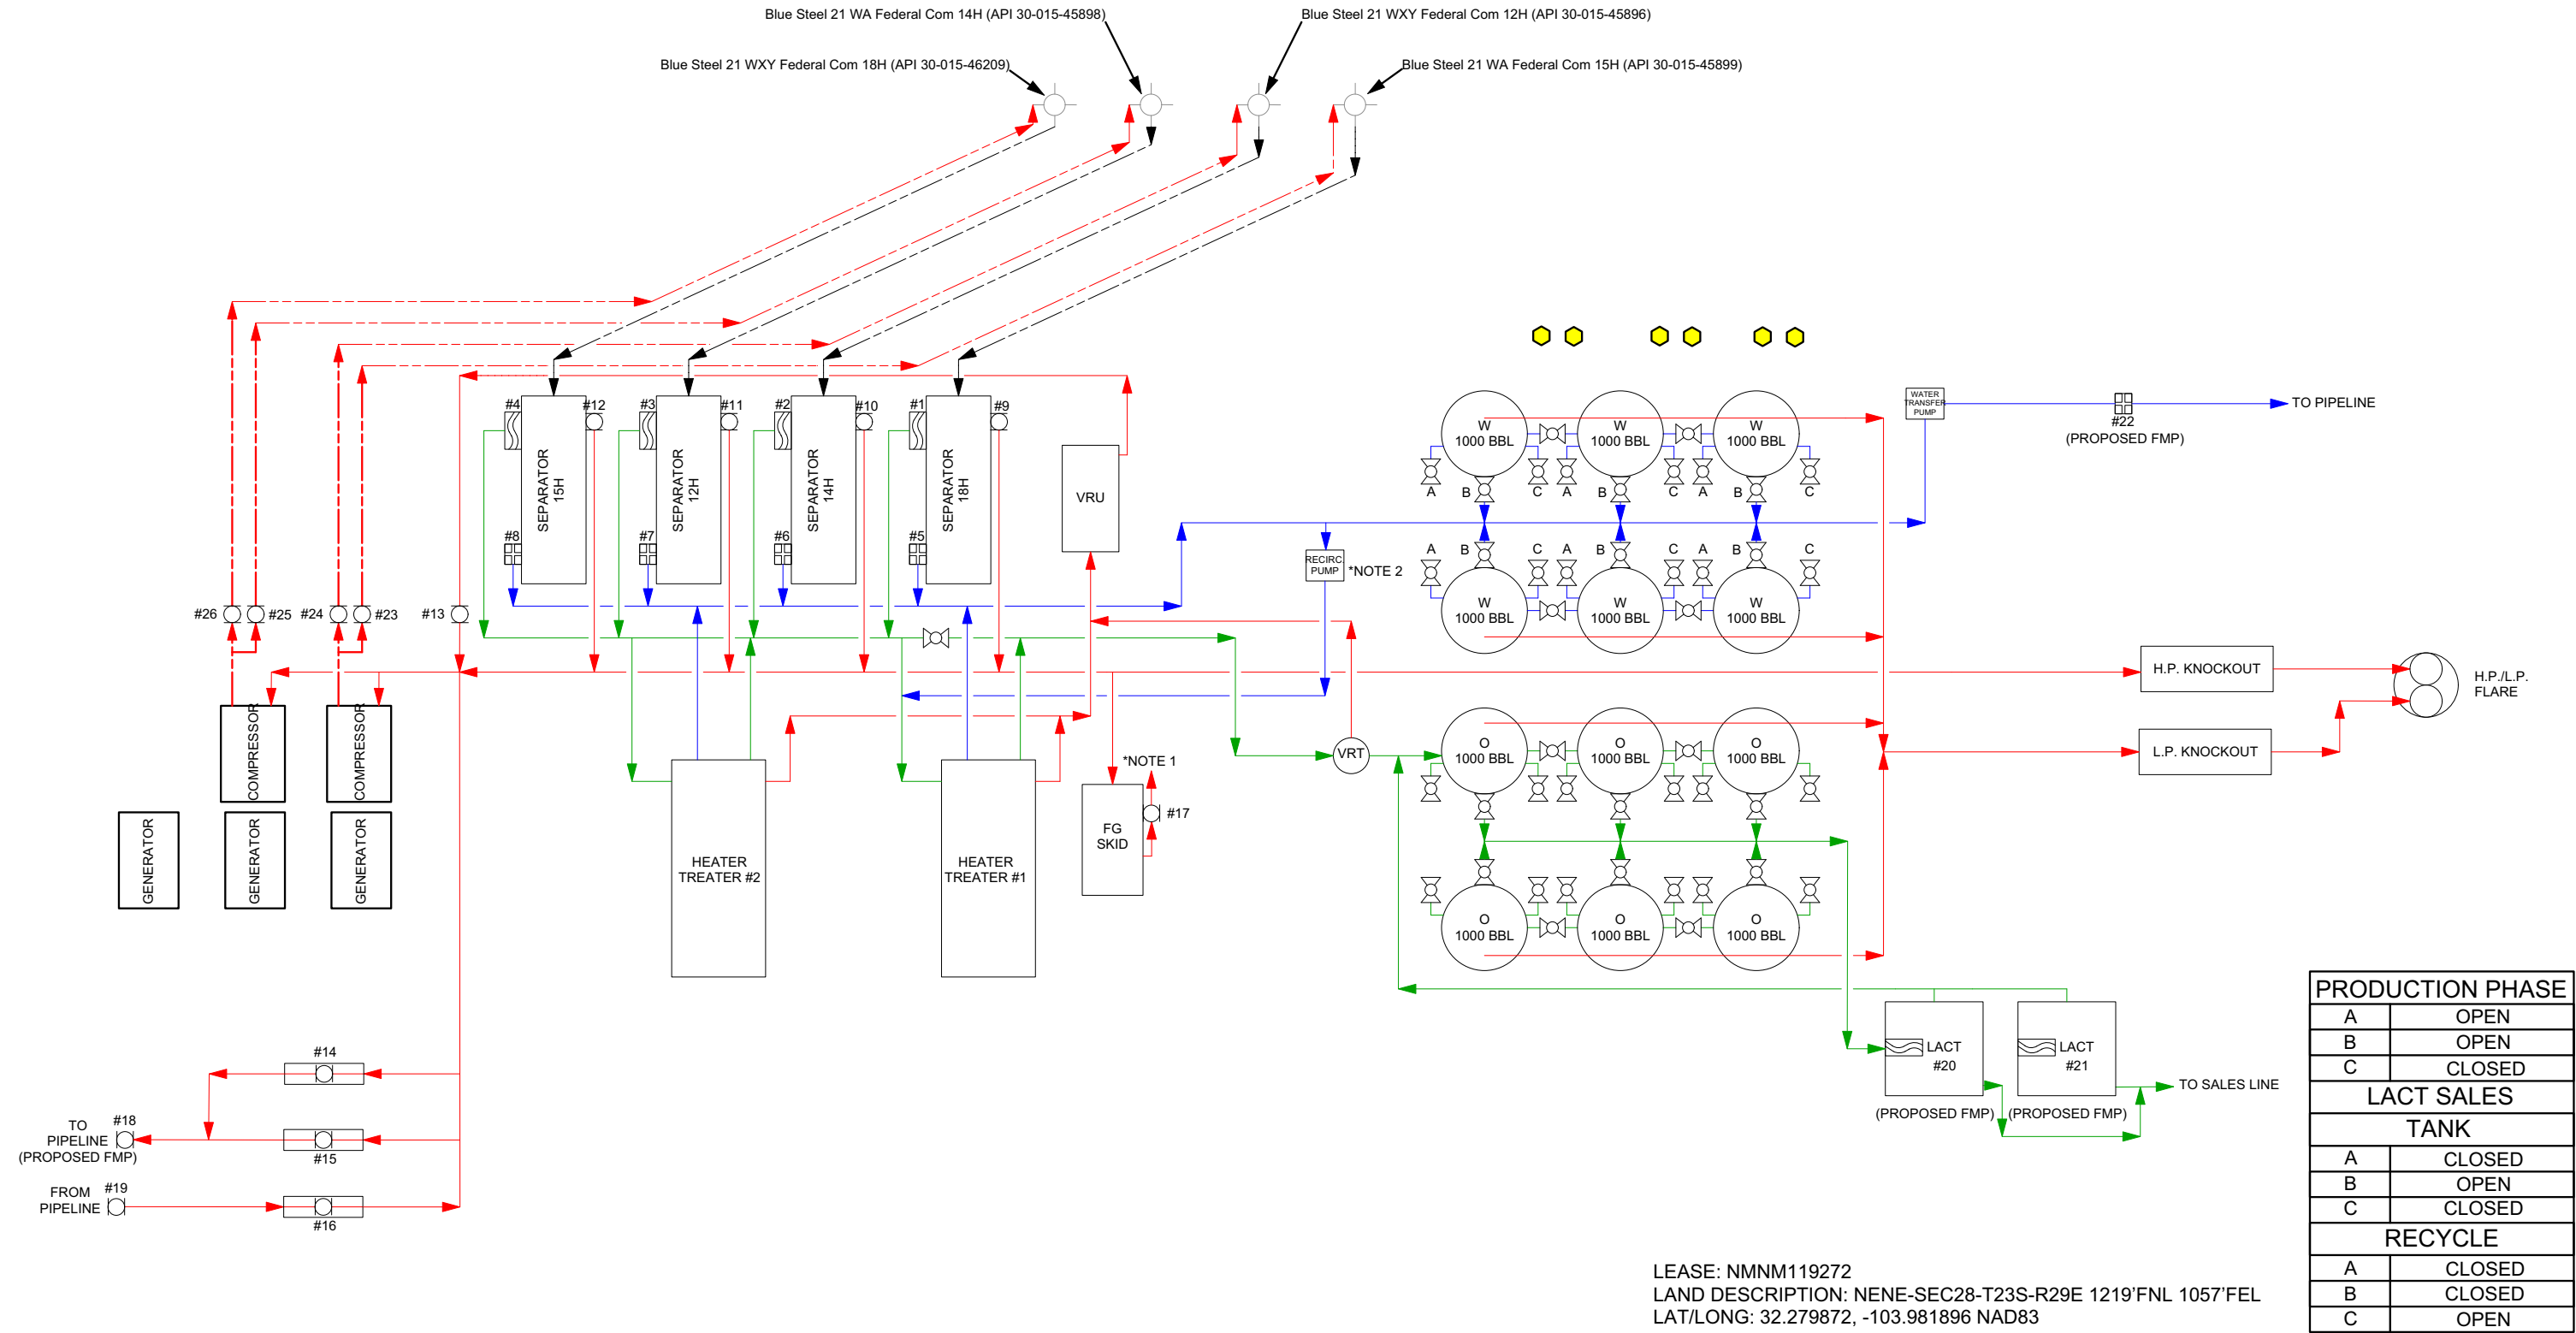 Blue Steel 21 WA Federal Com 14H (API 30-015-45898)
Blue Steel 21 WXY Federal Com 12H (API 30-015-45896)
Blue Steel 21 WXY Federal Com 18H (API 30-015-46209)
Blue Steel 21 WA Federal Com 15H (API 30-015-45899)
#4
#12
#3
#11
#2
#10
#1
#9
SEPARATOR
15H
SEPARATOR
12H
SEPARATOR
14H
SEPARATOR
18H
#8
#7
#6
#5
VRU
WATER
TRANSFER
PUMP
TO PIPELINE
#22
(PROPOSED FMP)
W
1000 BBL
W
1000 BBL
W
1000 BBL
A
B
C
A
B
C
A
B
C
A
B
C
A
B
C
A
B
C
W
1000 BBL
W
1000 BBL
W
1000 BBL
RECIRC.
PUMP
*NOTE 2
#26
#25
#24
#23
#13
H.P. KNOCKOUT
H.P./L.P.
FLARE
L.P. KNOCKOUT
COMPRESSOR
COMPRESSOR
GENERATOR
GENERATOR
GENERATOR
HEATER
TREATER #2
HEATER
TREATER #1
*NOTE 1
#17
FG
SKID
VRT
O
1000 BBL
O
1000 BBL
O
1000 BBL
O
1000 BBL
O
1000 BBL
O
1000 BBL
LACT
#20
LACT
#21
(PROPOSED FMP)
(PROPOSED FMP)
TO SALES LINE
#14
#18
TO
PIPELINE
(PROPOSED FMP)
#15
#19
FROM
PIPELINE
#16
PRODUCTION PHASE
A OPEN
B OPEN
C CLOSED
LACT SALES
TANK
A CLOSED
B OPEN
C CLOSED
RECYCLE
A CLOSED
B CLOSED
C OPEN
LEASE: NMNM119272
LAND DESCRIPTION: NENE-SEC28-T23S-R29E 1219'FNL 1057'FEL
LAT/LONG: 32.279872, -103.981896 NAD83